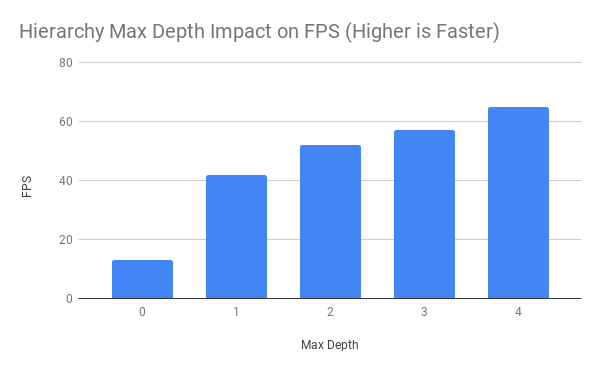 Hierarchy Max Depth Impact on FPS (Higher is Faster)
80
60
40
20
0
FPS
0 1 2 3 4
Max Depth